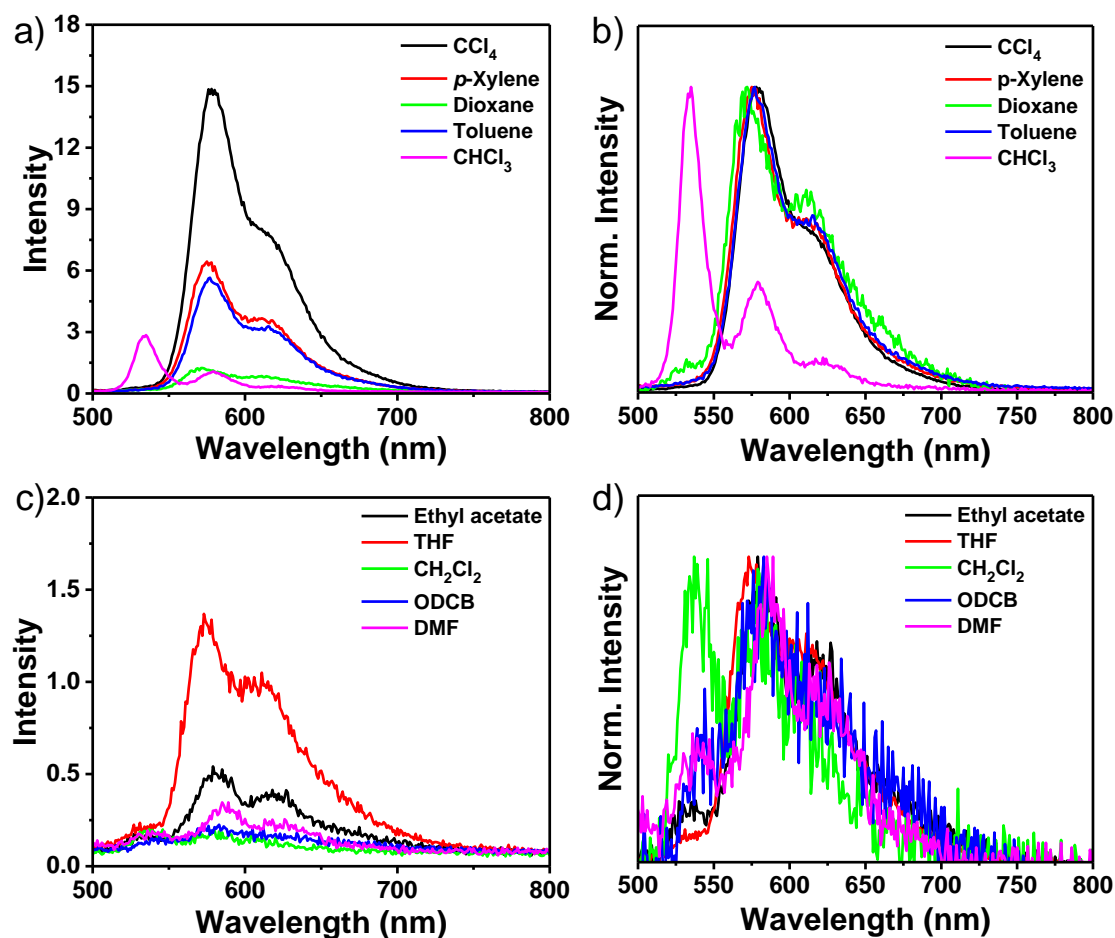 a)
18
15
12
9
6
3
0
Intensity
CCl4
p-Xylene
Dioxane
Toluene
CHCl3
500 600 700 800
Wavelength (nm)
b)
Norm. Intensity
CCl4
p-Xylene
Dioxane
Toluene
CHCl3
500 550 600 650 700 750 800
Wavelength (nm)
c)
2.0
1.5
1.0
0.5
0.0
Intensity
Ethyl acetate
THF
CH2Cl2
ODCB
DMF
500 600 700 800
Wavelength (nm)
d)
Norm. Intensity
Ethyl acetate
THF
CH2Cl2
ODCB
DMF
500 550 600 650 700 750 800
Wavelength (nm)